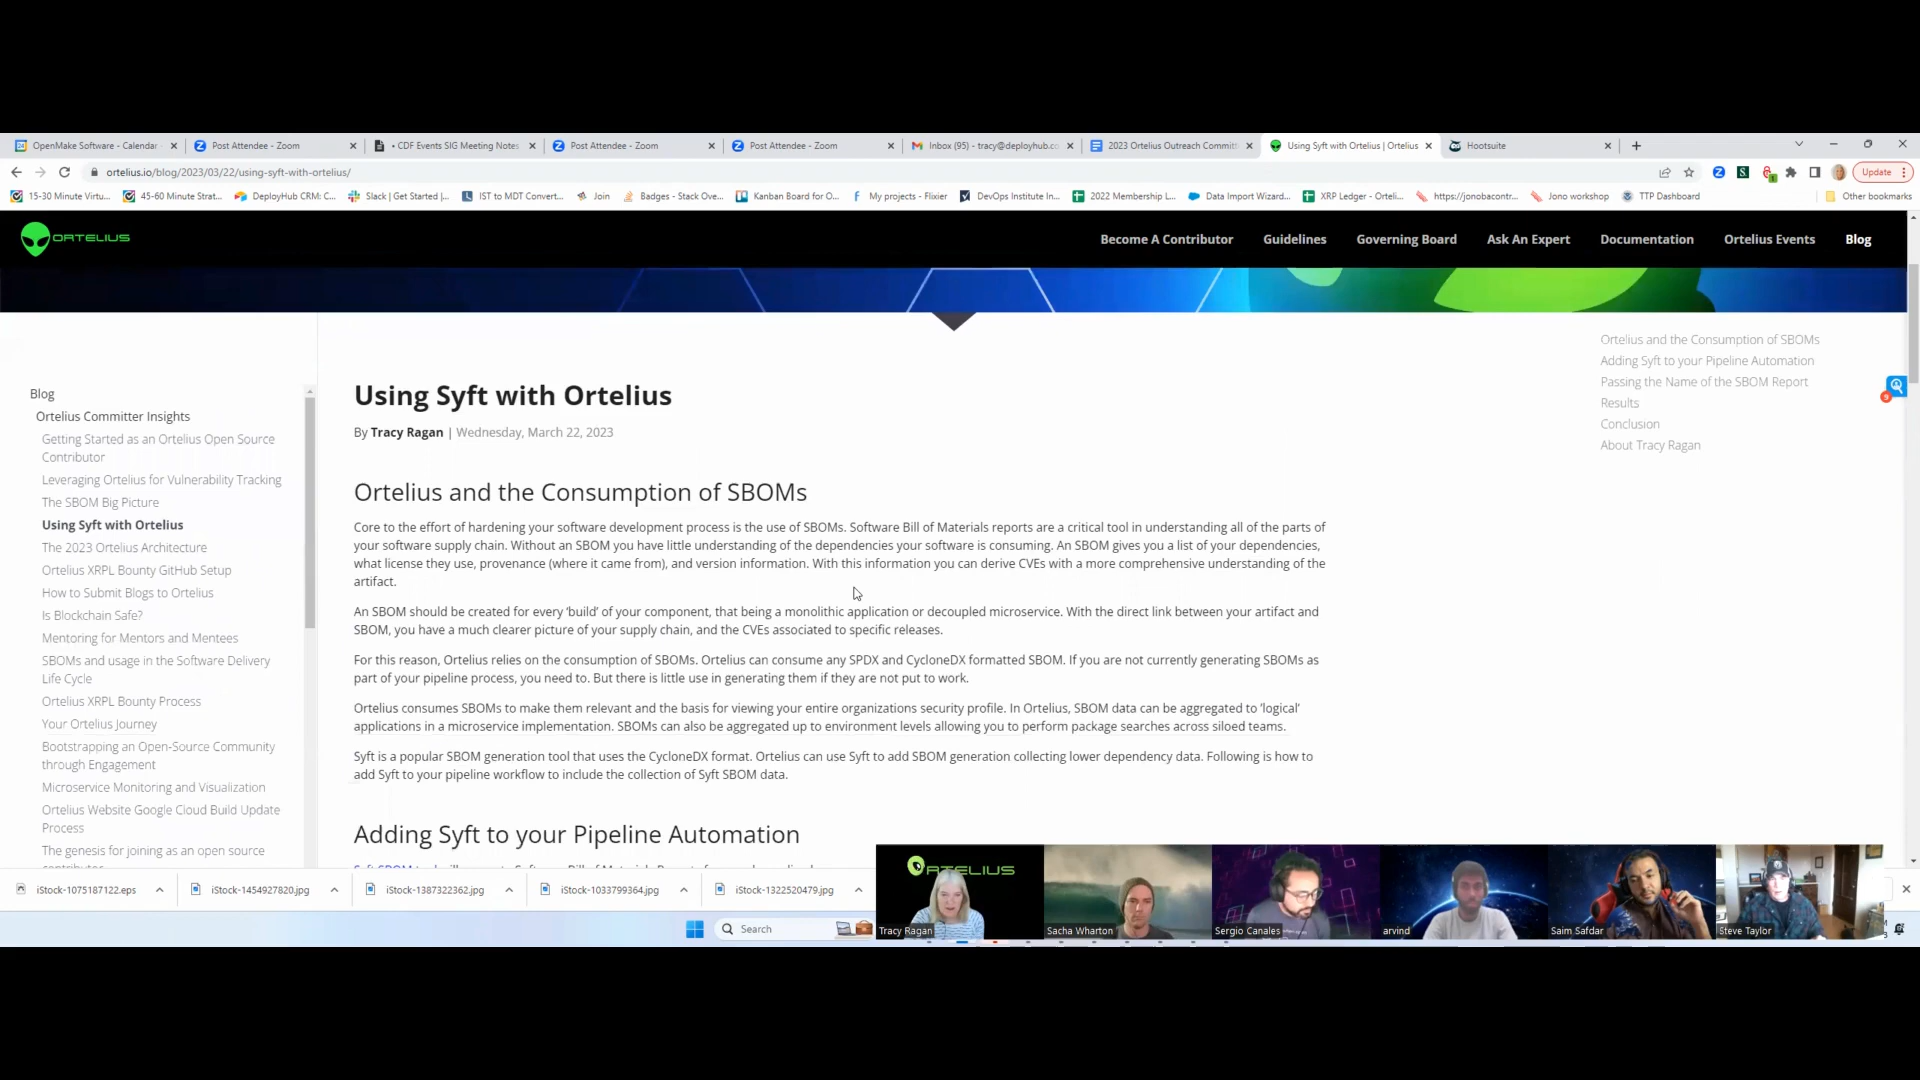 OpenMake Software - Calendar
Post Attendee - Zoom
• CDF Events SIG Meeting Notes
Post Attendee - Zoom
Post Attendee - Zoom
Inbox (95) - tracy@deployhub.co
2023 Ortelius Outreach Committ
Using Syft with Ortelius | Ortelius
Hootsuite
ortelius.io/blog/2023/03/22/using-syft-with-ortelius/
Update
15-30 Minute Virtu...
45-60 Minute Strat...
DeployHub CRM: C...
Slack | Get Started |...
IST to MDT Convert...
Join
Badges - Stack Ove...
Kanban Board for O...
My projects - Flixier
DevOps Institute In...
2022 Membership L...
Data Import Wizard...
XRP Ledger - Orteli...
https://jonobacontr...
Jono workshop
TTP Dashboard
Other bookmarks
ORTELIUS
Become A Contributor
Guidelines
Governing Board
Ask An Expert
Documentation
Ortelius Events
Blog
Blog
Ortelius Committer Insights
Getting Started as an Ortelius Open Source
Contributor
Leveraging Ortelius for Vulnerability Tracking
The SBOM Big Picture
Using Syft with Ortelius
The 2023 Ortelius Architecture
Ortelius XRPL Bounty GitHub Setup
How to Submit Blogs to Ortelius
Is Blockchain Safe?
Mentoring for Mentors and Mentees
SBOMs and usage in the Software Delivery
Life Cycle
Ortelius XRPL Bounty Process
Your Ortelius Journey
Bootstrapping an Open-Source Community
through Engagement
Microservice Monitoring and Visualization
Ortelius Website Google Cloud Build Update
Process
The genesis for joining as an open source
Using Syft with Ortelius
By Tracy Ragan | Wednesday, March 22, 2023
Ortelius and the Consumption of SBOMs
Core to the effort of hardening your software development process is the use of SBOMs. Software Bill of Materials reports are a critical tool in understanding all of the parts of
your software supply chain. Without an SBOM you have little understanding of the dependencies your software is consuming. An SBOM gives you a list of your dependencies,
what license they use, provenance (where it came from), and version information. With this information you can derive CVEs with a more comprehensive understanding of the
artifact.
An SBOM should be created for every ‘build’ of your component, that being a monolithic application or decoupled microservice. With the direct link between your artifact and
SBOM, you have a much clearer picture of your supply chain, and the CVEs associated to specific releases.
For this reason, Ortelius relies on the consumption of SBOMs. Ortelius can consume any SPDX and CycloneDX formatted SBOM. If you are not currently generating SBOMs as
part of your pipeline process, you need to. But there is little use in generating them if they are not put to work.
Ortelius consumes SBOMs to make them relevant and the basis for viewing your entire organizations security profile. In Ortelius, SBOM data can be aggregated to ‘logical’
applications in a microservice implementation. SBOMs can also be aggregated up to environment levels allowing you to perform package searches across siloed teams.
Syft is a popular SBOM generation tool that uses the CycloneDX format. Ortelius can use Syft to add SBOM generation collecting lower dependency data. Following is how to
add Syft to your pipeline workflow to include the collection of Syft SBOM data.
Adding Syft to your Pipeline Automation
Ortelius and the Consumption of SBOMs
Adding Syft to your Pipeline Automation
Passing the Name of the SBOM Report
Results
Conclusion
About Tracy Ragan
9
iStock-1075187122.eps
iStock-1454927820.jpg
iStock-1387322362.jpg
iStock-1033799364.jpg
iStock-1322520479.jpg
Search
ORTELIUS
Tracy Ragan
Sacha Wharton
Sergio Canales
arvind
Saim Safdar
Steve Taylor